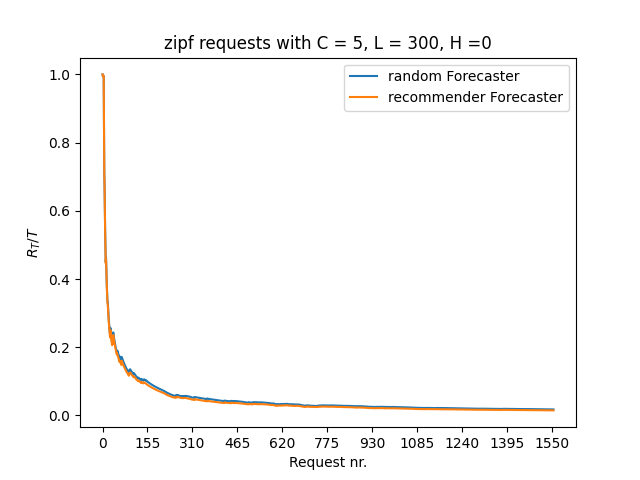 zipf requests with C = 5, L = 300, H =0
random Forecaster
recommender Forecaster
1.0
0.8
0.6
0.4
0.2
0.0
R_T/T
0 155 310 465 620 775 930 1085 1240 1395 1550
Request nr.